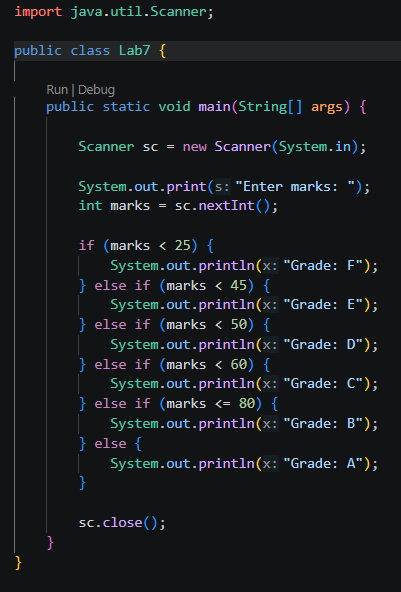 import java.util.Scanner;
public class Lab7 {
Run | Debug
public static void main(String[] args) {
Scanner sc = new Scanner(System.in);
System.out.print(s: "Enter marks: ");
int marks = sc.nextInt();
if (marks < 25) {
System.out.println(x: "Grade: F");
} else if (marks < 45) {
System.out.println(x: "Grade: E");
} else if (marks < 50) {
System.out.println(x: "Grade: D");
} else if (marks < 60) {
System.out.println(x: "Grade: C");
} else if (marks <= 80) {
System.out.println(x: "Grade: B");
} else {
System.out.println(x: "Grade: A");
}
sc.close();
}
}